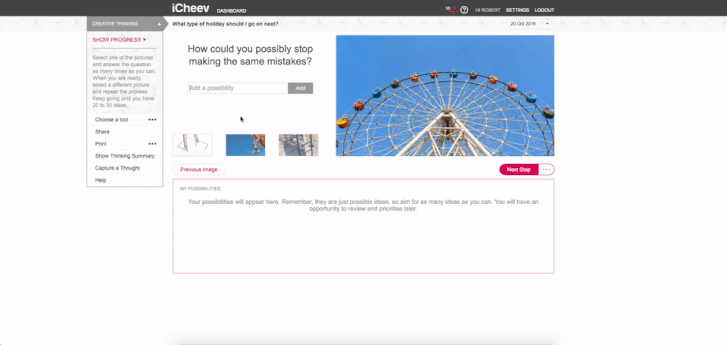 iCheev DASHBOARD
10 HI ROBERT SETTINGS LOGOUT
CREATIVE THINKING
What type of holiday should I go on next?
20 Oct 2016
SHOW PROGRESS
Select one of the pictures
and answer the question
as many times as you can.
When you are ready,
select a different picture
and repeat the process.
Keep going until you have
20 to 30 ideas.
Choose a tool
Share
Print
Show Thinking Summary
Capture a Thought
Help
How could you possibly stop
making the same mistakes?
Add a possibility
Add
Previous Image
Next Step
MY POSSIBILITIES
Your possibilities will appear here. Remember, they are just possible ideas, so aim for as many ideas as you can. You will have an
opportunity to review and prioritise later.